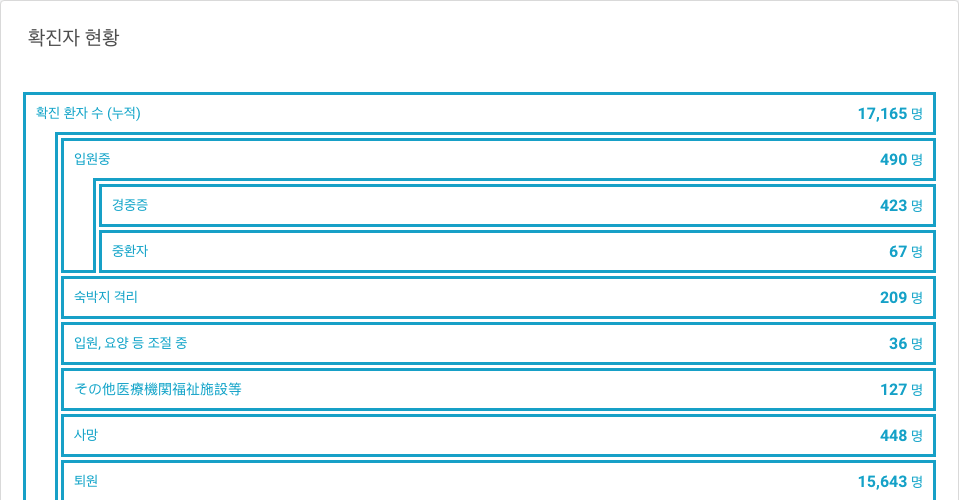 확진자 현황
확진 환자 수 (누적) 17,165 명
입원중 490 명
경중증 423 명
중환자 67 명
숙박지 격리 209 명
입원, 요양 등 조절 중 36 명
その他医療機関福祉施設等 127 명
사망 448 명
퇴원 15,643 명